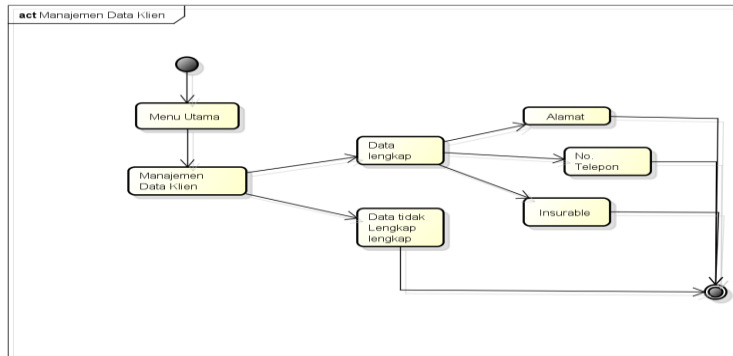 act Manajemen Data Klien
Menu Utama
Manajemen
Data Klien
Data
lengkap
Data tidak
Lengkap
lengkap
Alamat
No.
Telepon
Insurable